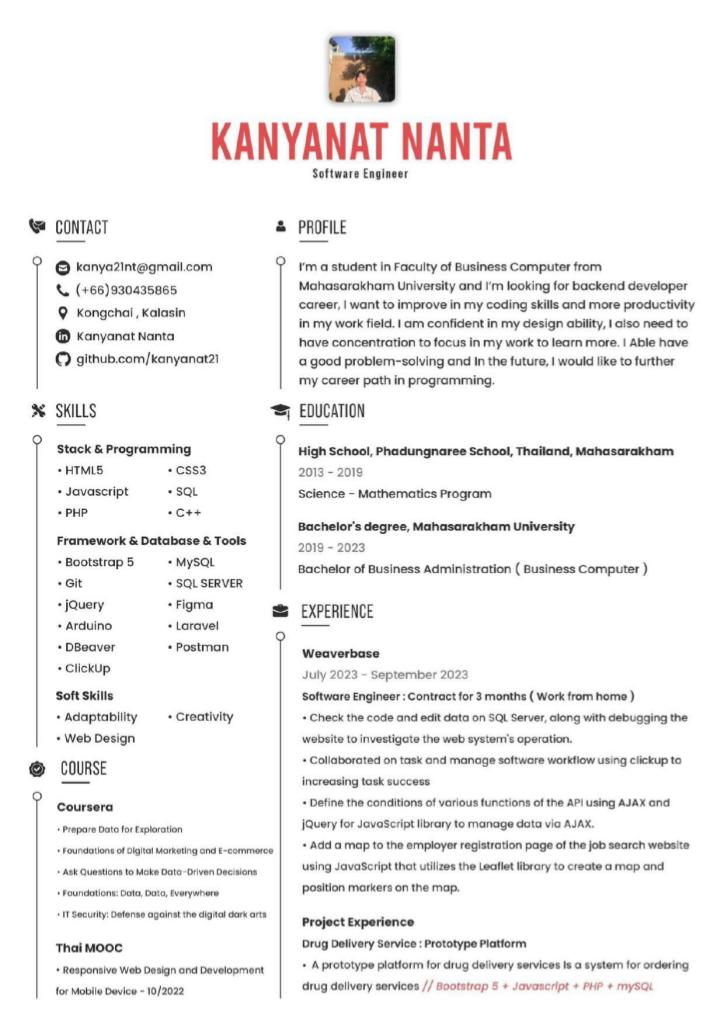 KANYANAT NANTA
Software Engineer
CONTACT
kanya21nt@gmail.com
(+66)930435865
Kongchai , Kalasin
Kanyanat Nanta
github.com/kanyanat21
SKILLS
Stack & Programming
• HTML5
• CSS3
• Javascript
• SQL
• PHP
• C++
Framework & Database & Tools
• Bootstrap 5
• MySQL
• Git
• SQL SERVER
• jQuery
• Figma
• Arduino
• Laravel
• DBeaver
• Postman
• ClickUp
Soft Skills
• Adaptability
• Creativity
• Web Design
COURSE
Coursera
• Prepare Data for Exploration
• Foundations of Digital Marketing and E-commerce
• Ask Questions to Make Data-Driven Decisions
• Foundations: Data, Data, Everywhere
• IT Security: Defense against the digital dark arts
Thai MOOC
• Responsive Web Design and Development
for Mobile Device - 10/2022
PROFILE
I'm a student in Faculty of Business Computer from
Mahasarakham University and I'm looking for backend developer
career, I want to improve in my coding skills and more productivity
in my work field. I am confident in my design ability, I also need to
have concentration to focus in my work to learn more. I Able have
a good problem-solving and In the future, I would like to further
my career path in programming.
EDUCATION
High School, Phadungnaree School, Thailand, Mahasarakham
2013 - 2019
Science - Mathematics Program
Bachelor's degree, Mahasarakham University
2019 - 2023
Bachelor of Business Administration ( Business Computer )
EXPERIENCE
Weaverbase
July 2023 - September 2023
Software Engineer : Contract for 3 months ( Work from home )
• Check the code and edit data on SQL Server, along with debugging the
website to investigate the web system's operation.
• Collaborated on task and manage software workflow using clickup to
increasing task success
• Define the conditions of various functions of the API using AJAX and
jQuery for JavaScript library to manage data via AJAX.
• Add a map to the employer registration page of the job search website
using JavaScript that utilizes the Leaflet library to create a map and
position markers on the map.
Project Experience
Drug Delivery Service : Prototype Platform
• A prototype platform for drug delivery services Is a system for ordering
drug delivery services // Bootstrap 5 + Javascript + PHP + mySQL